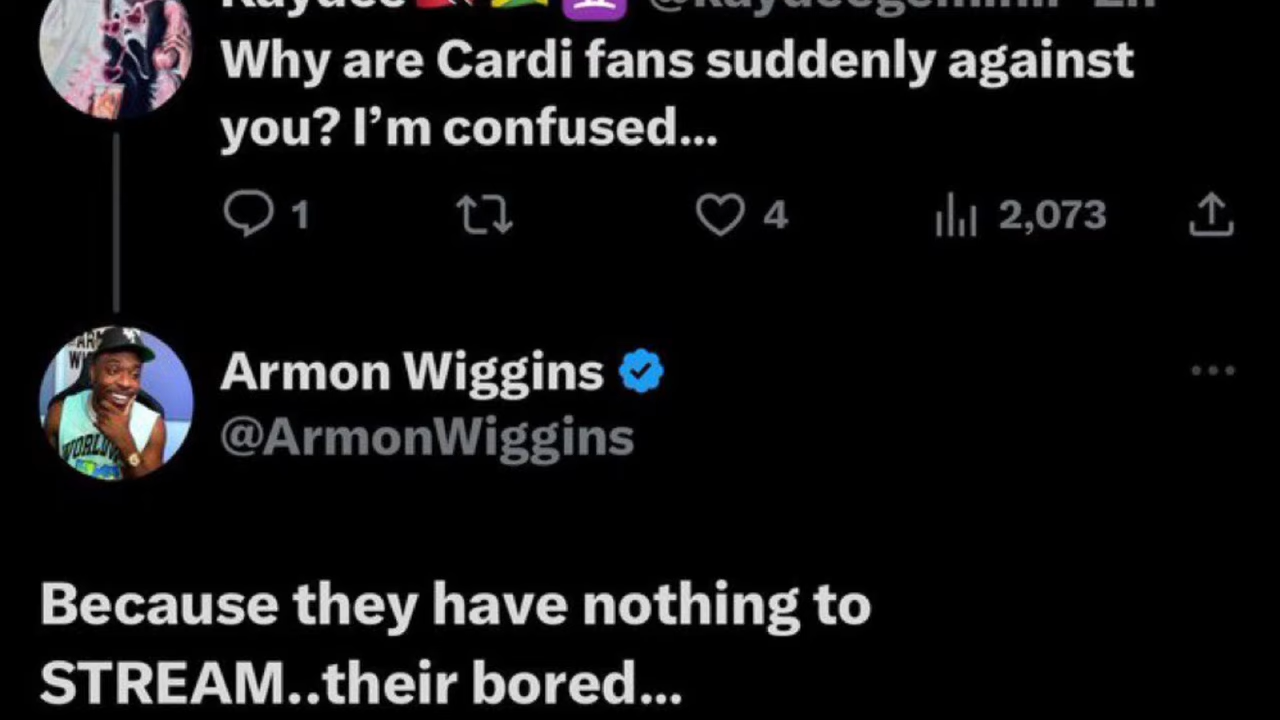 Why are Cardi fans suddenly against
you? I'm confused...
1 4 2,073
Armon Wiggins
@ArmonWiggins
Because they have nothing to
STREAM..their bored...